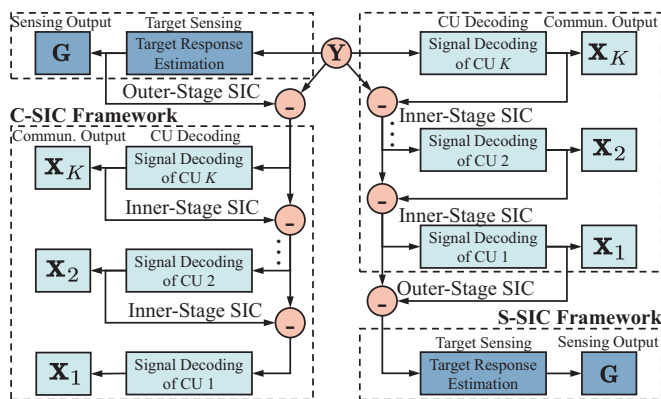 Sensing Output
Target Sensing
G
Target Response
Estimation
Y
CU Decoding
Commun. Output
Signal Decoding
of CU K
X_K
Outer-Stage SIC
-
-
C-SIC Framework
Inner-Stage SIC
Commun. Output
CU Decoding
X_K
Signal Decoding
of CU K
Signal Decoding
of CU 2
X_2
Inner-Stage SIC
-
-
Inner-Stage SIC
X_2
Signal Decoding
of CU 2
Signal Decoding
of CU 1
X_1
Inner-Stage SIC
-
-
Outer-Stage SIC
S-SIC Framework
X_1
Signal Decoding
of CU 1
Target Sensing
Sensing Output
Target Response
Estimation
G